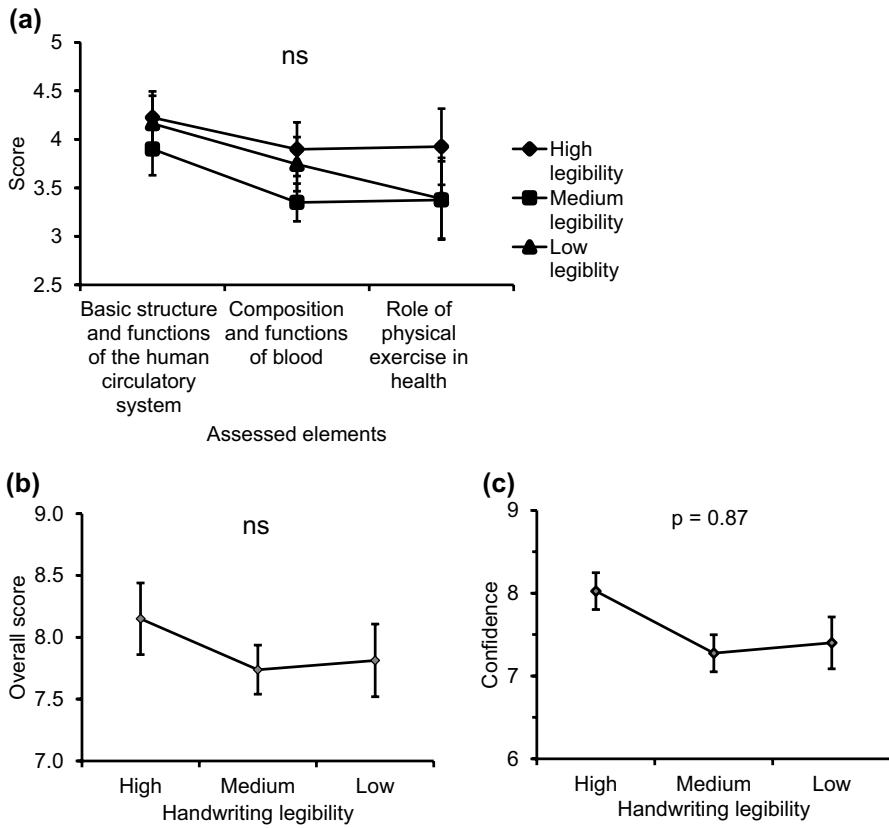 (a)
ns
5
4.5
4
3.5
3
2.5
Score
High
legibility
Medium
legibility
Low
legiblity
Basic structure
and functions
of the human
circulatory
system
Composition
and functions
of blood
Role of
physical
exercise in
health
Assessed elements
(b)
ns
9.0
8.5
8.0
7.5
7.0
Overall score
High Medium Low
Handwriting legibility
(c)
p = 0.87
9
8
7
6
Confidence
High Medium Low
Handwriting legibility